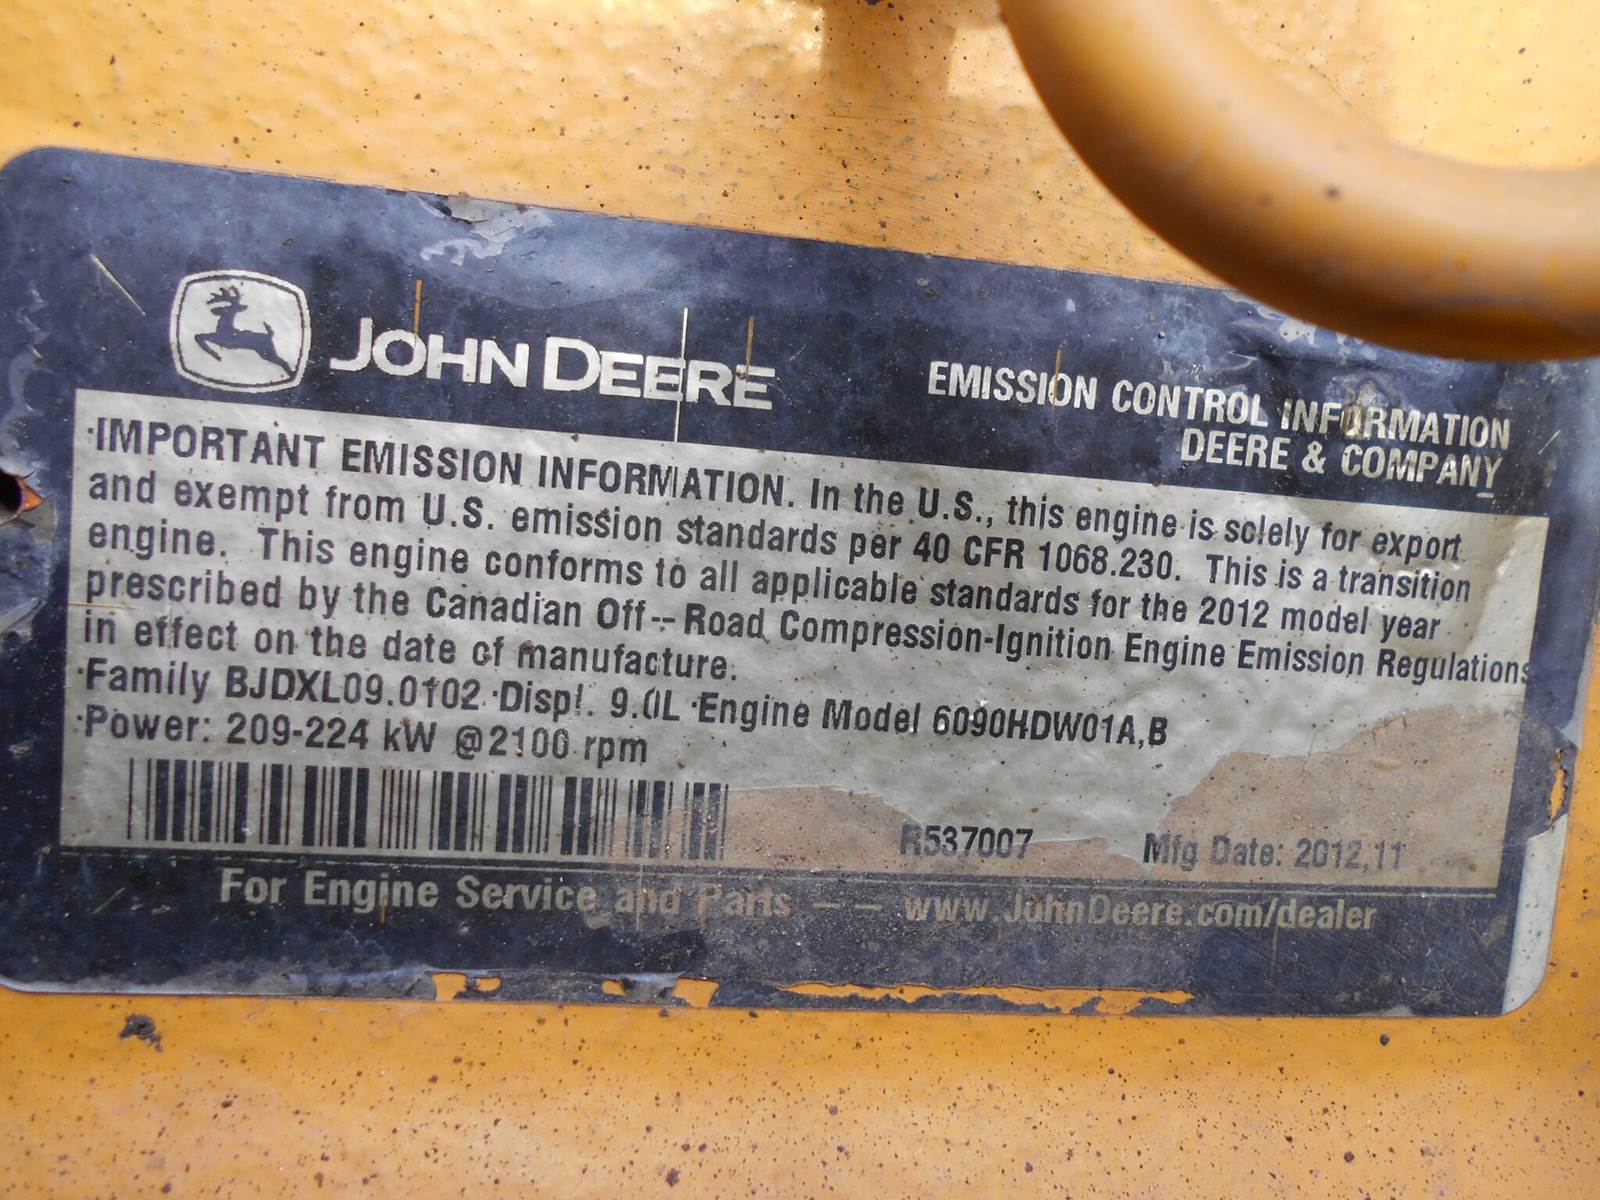 JOHN DEERE
EMISSION CONTROL INFORMATION
DEERE & COMPANY
·IMPORTANT EMISSION INFORMATION. In the U.S., this engine is solely for export
and exempt from U.S. emission standards per 40 CFR 1068.230. This is a transition
engine. This engine conforms to all applicable standards for the 2012 model year
prescribed by the Canadian Off--Road Compression-Ignition Engine Emission Regulations
in effect on the date of manufacture.
·Family BJDXL09.0102 ·Displ. 9.0L ·Engine Model 6090HDW01A,B
·Power: 209-224 kW @2100 rpm
R537007 Mfg Date: 2012,11
For Engine Service and Parts -- www.JohnDeere.com/dealer